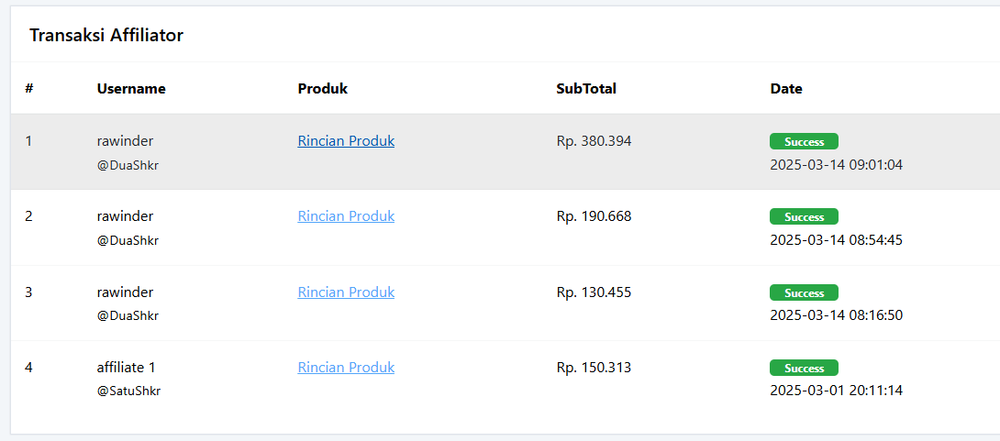 Transaksi Affiliator
# Username Produk SubTotal Date
1 rawinder Rincian Produk Rp. 380.394 Success
@DuaShkr 2025-03-14 09:01:04
2 rawinder Rincian Produk Rp. 190.668 Success
@DuaShkr 2025-03-14 08:54:45
3 rawinder Rincian Produk Rp. 130.455 Success
@DuaShkr 2025-03-14 08:16:50
4 affiliate 1 Rincian Produk Rp. 150.313 Success
@SatuShkr 2025-03-01 20:11:14